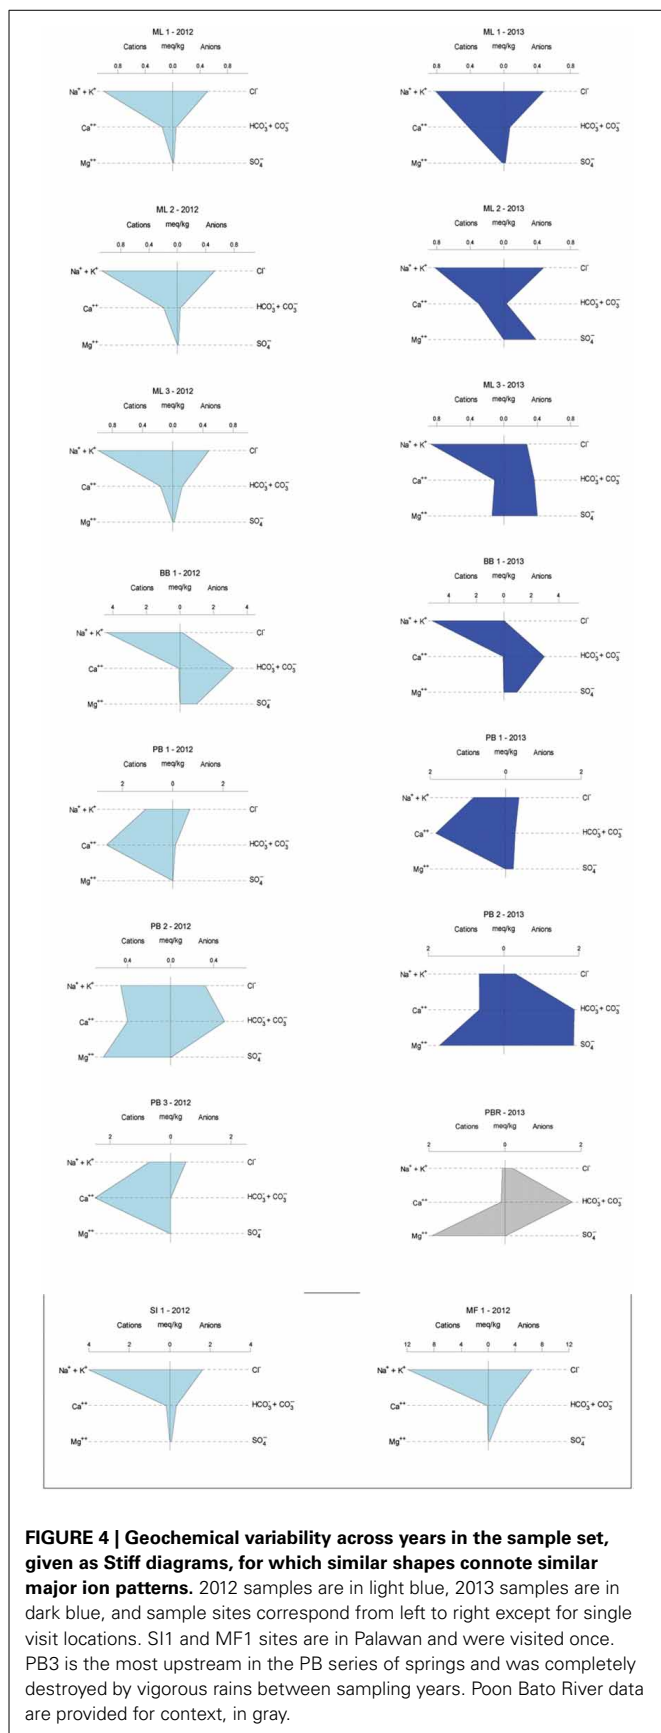 ML 1 - 2012
Cations meq/kg Anions
0.8 0.4 0.0 0.4 0.8
Na⁺ + K⁺ Cl⁻
Ca⁺⁺ HCO₃⁻ + CO₃⁻
Mg⁺⁺ SO₄⁻
ML 1 - 2013
Cations meq/kg Anions
0.8 0.4 0.0 0.4 0.8
Na⁺ + K⁺ Cl⁻
Ca⁺⁺ HCO₃⁻ + CO₃⁻
Mg⁺⁺ SO₄⁻
ML 2 - 2012
Cations meq/kg Anions
0.8 0.4 0.0 0.4 0.8
Na⁺ + K⁺ Cl⁻
Ca⁺⁺ HCO₃⁻ + CO₃⁻
Mg⁺⁺ SO₄⁻
ML 2 - 2013
Cations meq/kg Anions
0.8 0.4 0.0 0.4 0.8
Na⁺ + K⁺ Cl⁻
Ca⁺⁺ HCO₃⁻ + CO₃⁻
Mg⁺⁺ SO₄⁻
ML 3 - 2012
Cations meq/kg Anions
0.8 0.4 0.0 0.4 0.8
Na⁺ + K⁺ Cl⁻
Ca⁺⁺ HCO₃⁻ + CO₃⁻
Mg⁺⁺ SO₄⁻
ML 3 - 2013
Cations meq/kg Anions
0.8 0.4 0.0 0.4 0.8
Na⁺ + K⁺ Cl⁻
Ca⁺⁺ HCO₃⁻ + CO₃⁻
Mg⁺⁺ SO₄⁻
BB 1 - 2012
Cations meq/kg Anions
4 2 0 2 4
Na⁺ + K⁺ Cl⁻
Ca⁺⁺ HCO₃⁻ + CO₃⁻
Mg⁺⁺ SO₄⁻
BB 1 - 2013
Cations meq/kg Anions
4 2 0 2 4
Na⁺ + K⁺ Cl⁻
Ca⁺⁺ HCO₃⁻ + CO₃⁻
Mg⁺⁺ SO₄⁻
PB 1 - 2012
Cations meq/kg Anions
2 0 2
Na⁺ + K⁺ Cl⁻
Ca⁺⁺ HCO₃⁻ + CO₃⁻
Mg⁺⁺ SO₄⁻
PB 1 - 2013
Cations meq/kg Anions
2 0 2
Na⁺ + K⁺ Cl⁻
Ca⁺⁺ HCO₃⁻ + CO₃⁻
Mg⁺⁺ SO₄⁻
PB 2 - 2012
Cations meq/kg Anions
0.4 0.0 0.4
Na⁺ + K⁺ Cl⁻
Ca⁺⁺ HCO₃⁻ + CO₃⁻
Mg⁺⁺ SO₄⁻
PB 2 - 2013
Cations meq/kg Anions
2 0 2
Na⁺ + K⁺ Cl⁻
Ca⁺⁺ HCO₃⁻ + CO₃⁻
Mg⁺⁺ SO₄⁻
PB 3 - 2012
Cations meq/kg Anions
2 0 2
Na⁺ + K⁺ Cl⁻
Ca⁺⁺ HCO₃⁻ + CO₃⁻
Mg⁺⁺ SO₄⁻
PBR - 2013
Cations meq/kg Anions
2 0 2
Na⁺ + K⁺ Cl⁻
Ca⁺⁺ HCO₃⁻ + CO₃⁻
Mg⁺⁺ SO₄⁻
SI 1 - 2012
Cations meq/kg Anions
4 2 0 2 4
Na⁺ + K⁺ Cl⁻
Ca⁺⁺ HCO₃⁻ + CO₃⁻
Mg⁺⁺ SO₄⁻
MF 1 - 2012
Cations meq/kg Anions
12 8 4 0 4 8 12
Na⁺ + K⁺ Cl⁻
Ca⁺⁺ HCO₃⁻ + CO₃⁻
Mg⁺⁺ SO₄⁻
FIGURE 4 | Geochemical variability across years in the sample set,
given as Stiff diagrams, for which similar shapes connote similar
major ion patterns. 2012 samples are in light blue, 2013 samples are in
dark blue, and sample sites correspond from left to right except for single
visit locations. SI1 and MF1 sites are in Palawan and were visited once.
PB3 is the most upstream in the PB series of springs and was completely
destroyed by vigorous rains between sampling years. Poon Bato River data
are provided for context, in gray.